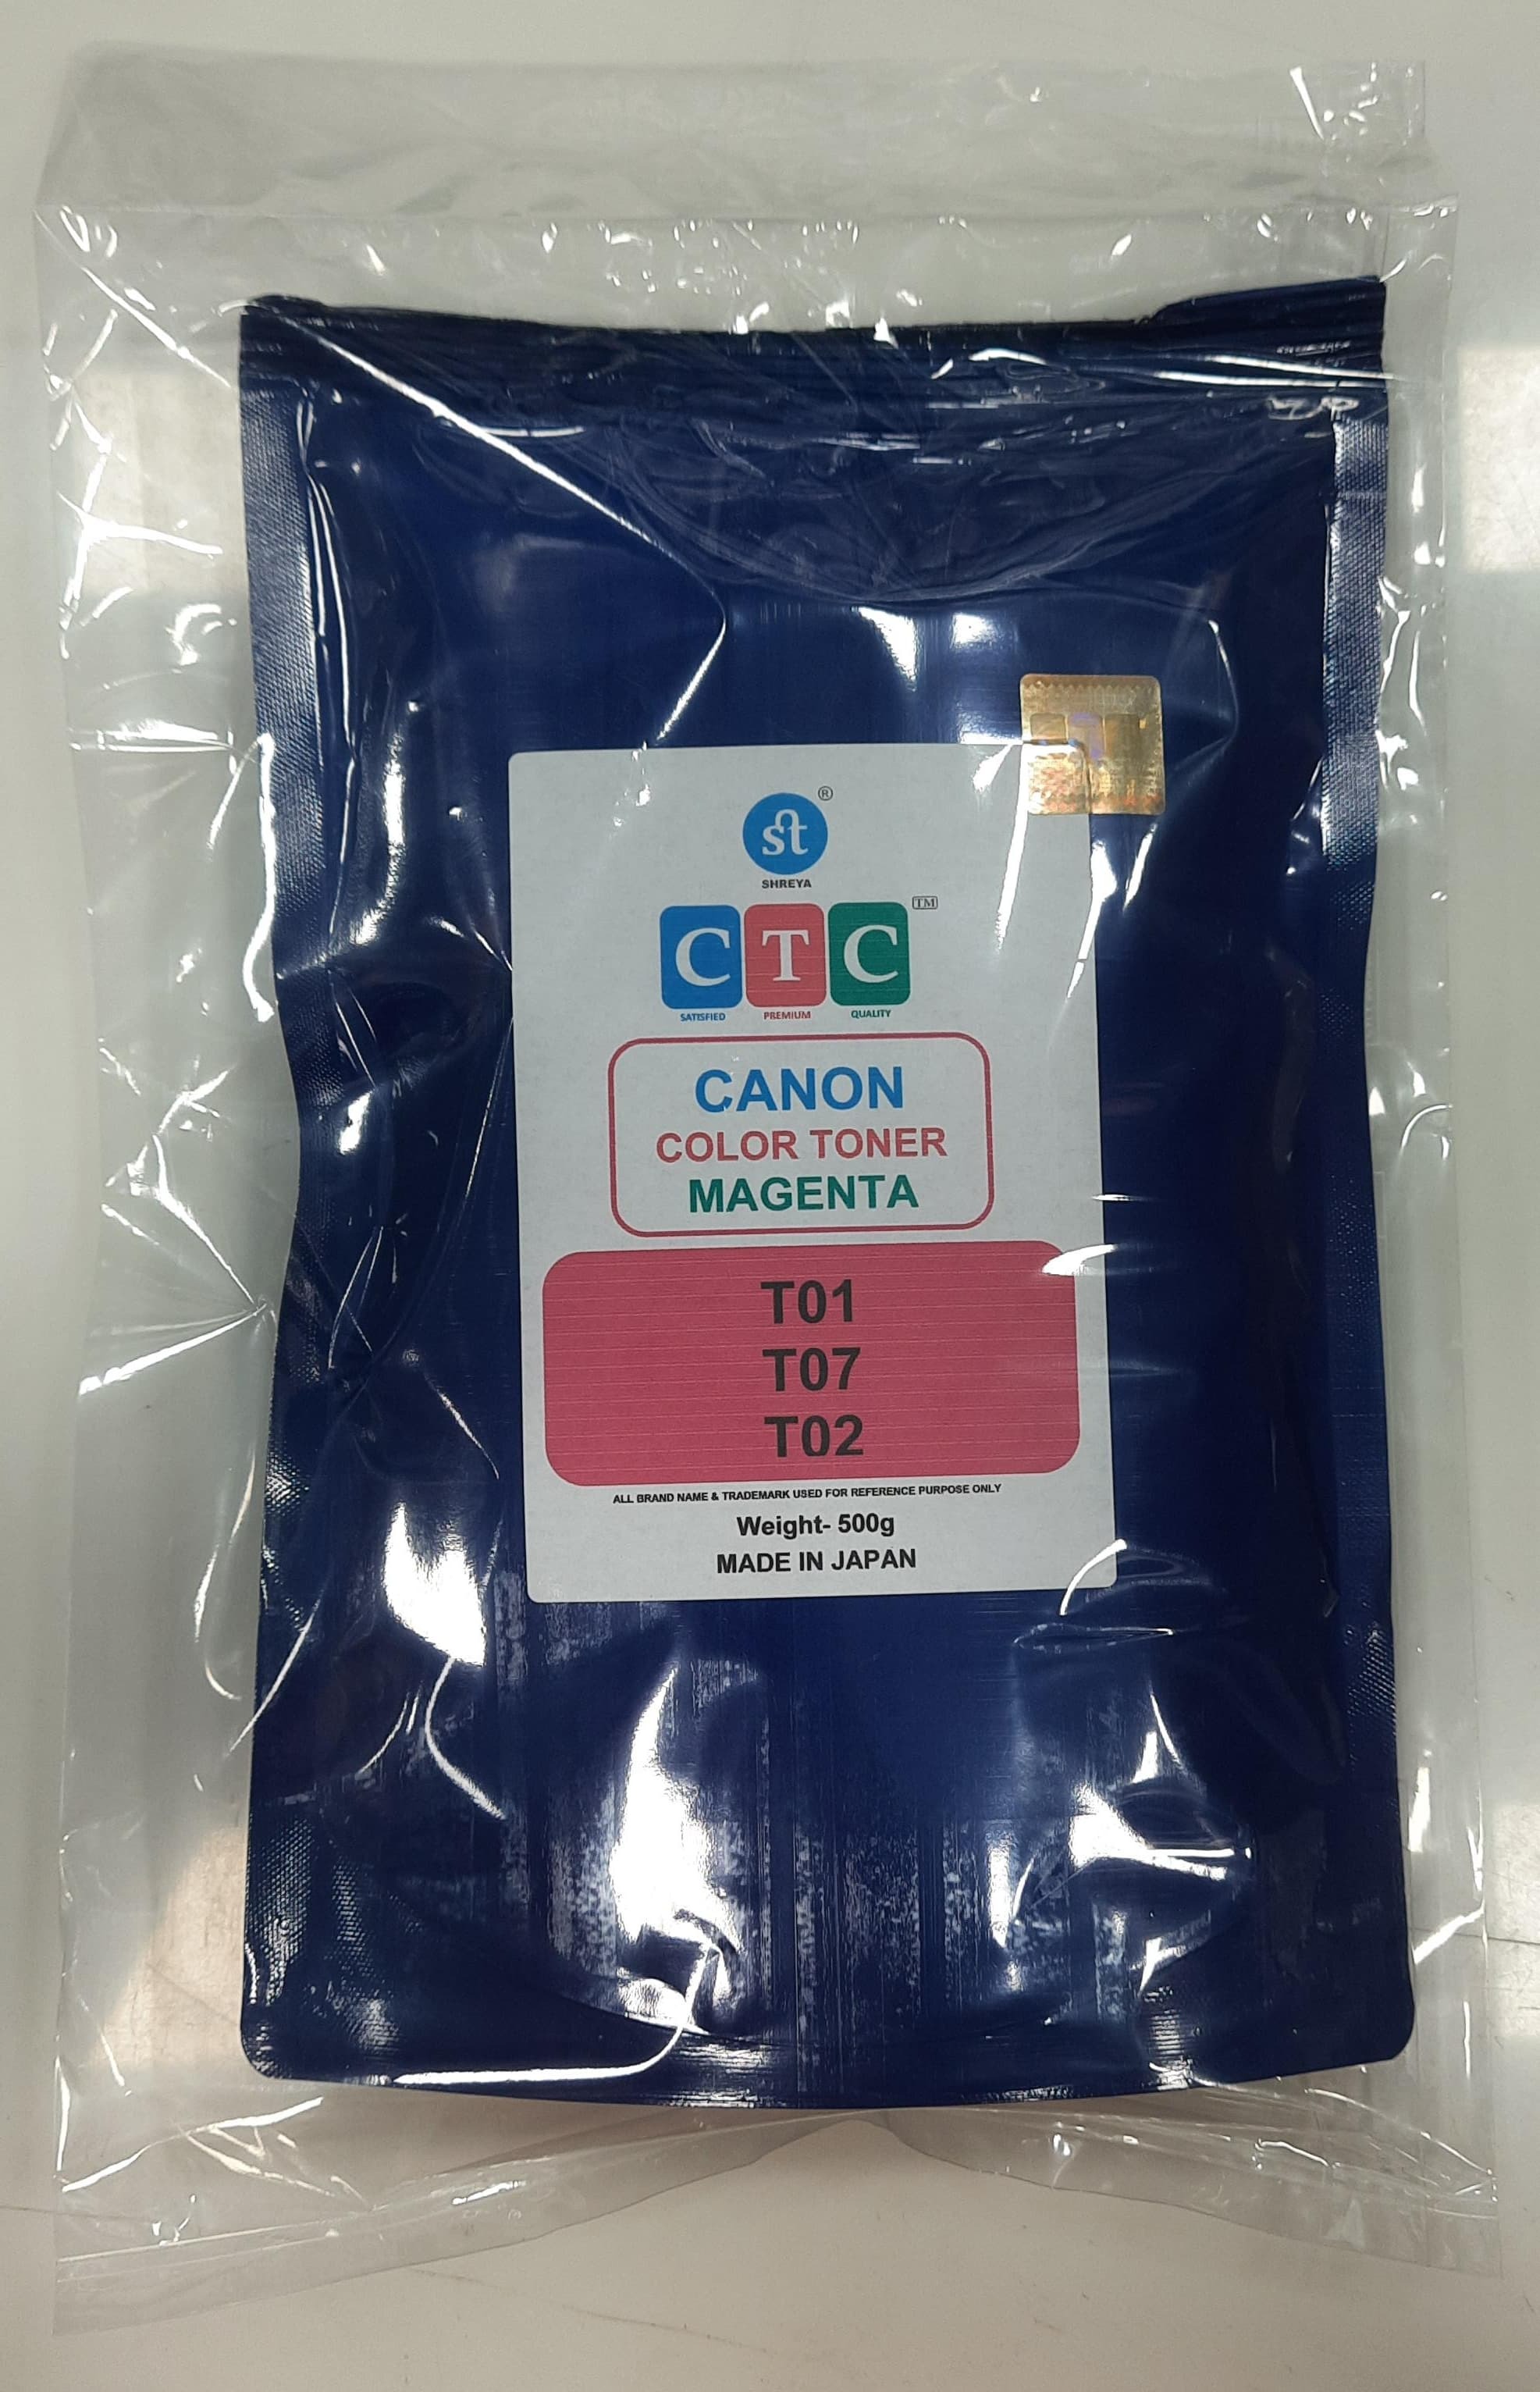 st ®
SHREYA
CTC TM
SATISFIED PREMIUM QUALITY
CANON
COLOR TONER
MAGENTA
T01
T07
T02
ALL BRAND NAME & TRADEMARK USED FOR REFERENCE PURPOSE ONLY
Weight- 500g
MADE IN JAPAN